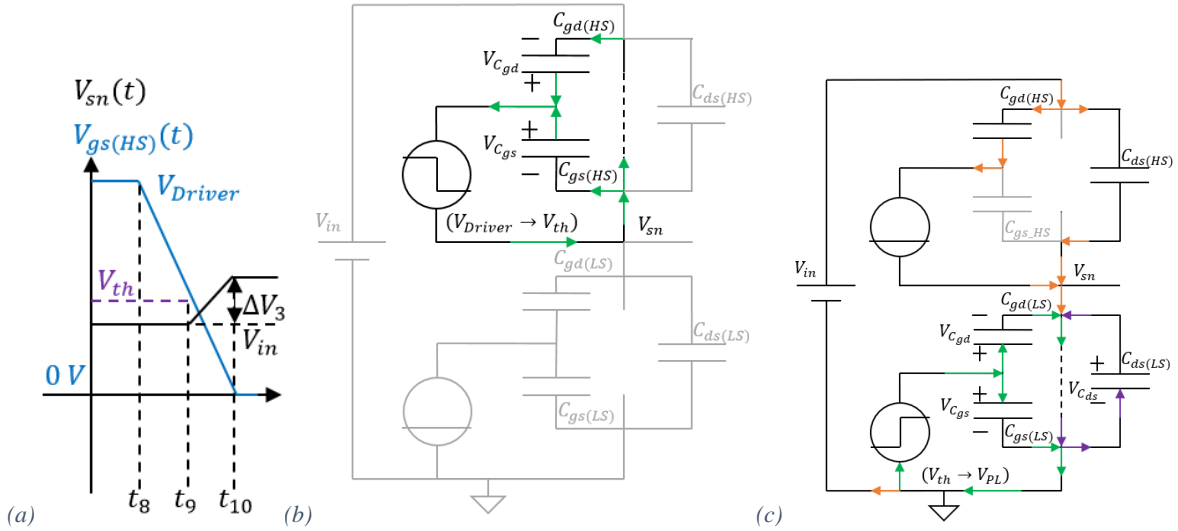 (a)
V_sn(t)
V_gs(HS)(t)
V_Driver
V_th
ΔV_3
V_in
0 V
t_8
t_9
t_10
(b)
C_gd(HS)
−
V_C_gd
+
C_ds(HS)
+
V_C_gs
−
C_gs(HS)
(V_Driver → V_th)
V_sn
V_in
C_gd(LS)
C_ds(LS)
C_gs(LS)
(c)
C_gd(HS)
C_ds(HS)
C_gs_HS
V_sn
V_in
C_gd(LS)
−
V_C_gd
+
C_ds(LS)
+
V_C_ds
−
+
V_C_gs
−
C_gs(LS)
(V_th → V_PL)